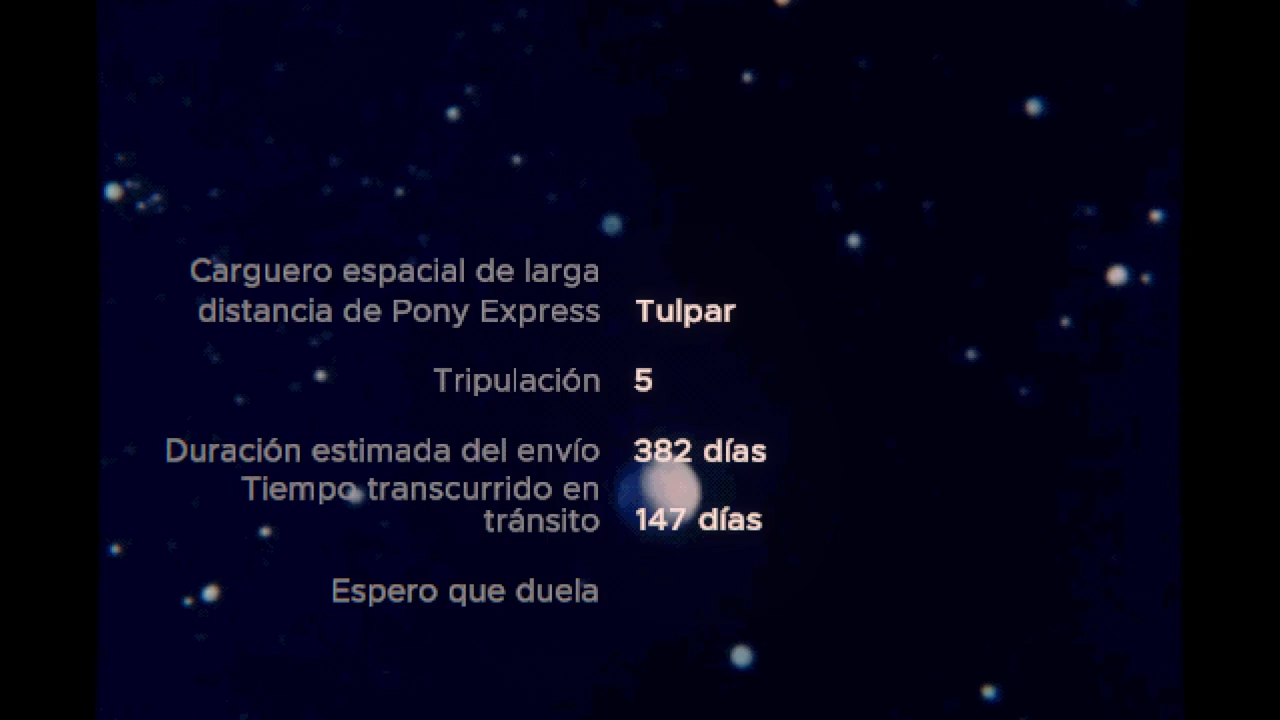 Carguero espacial de larga
distancia de Pony Express Tulpar
Tripulación 5
Duración estimada del envío 382 días
Tiempo transcurrido en
tránsito 147 días
Espero que duela